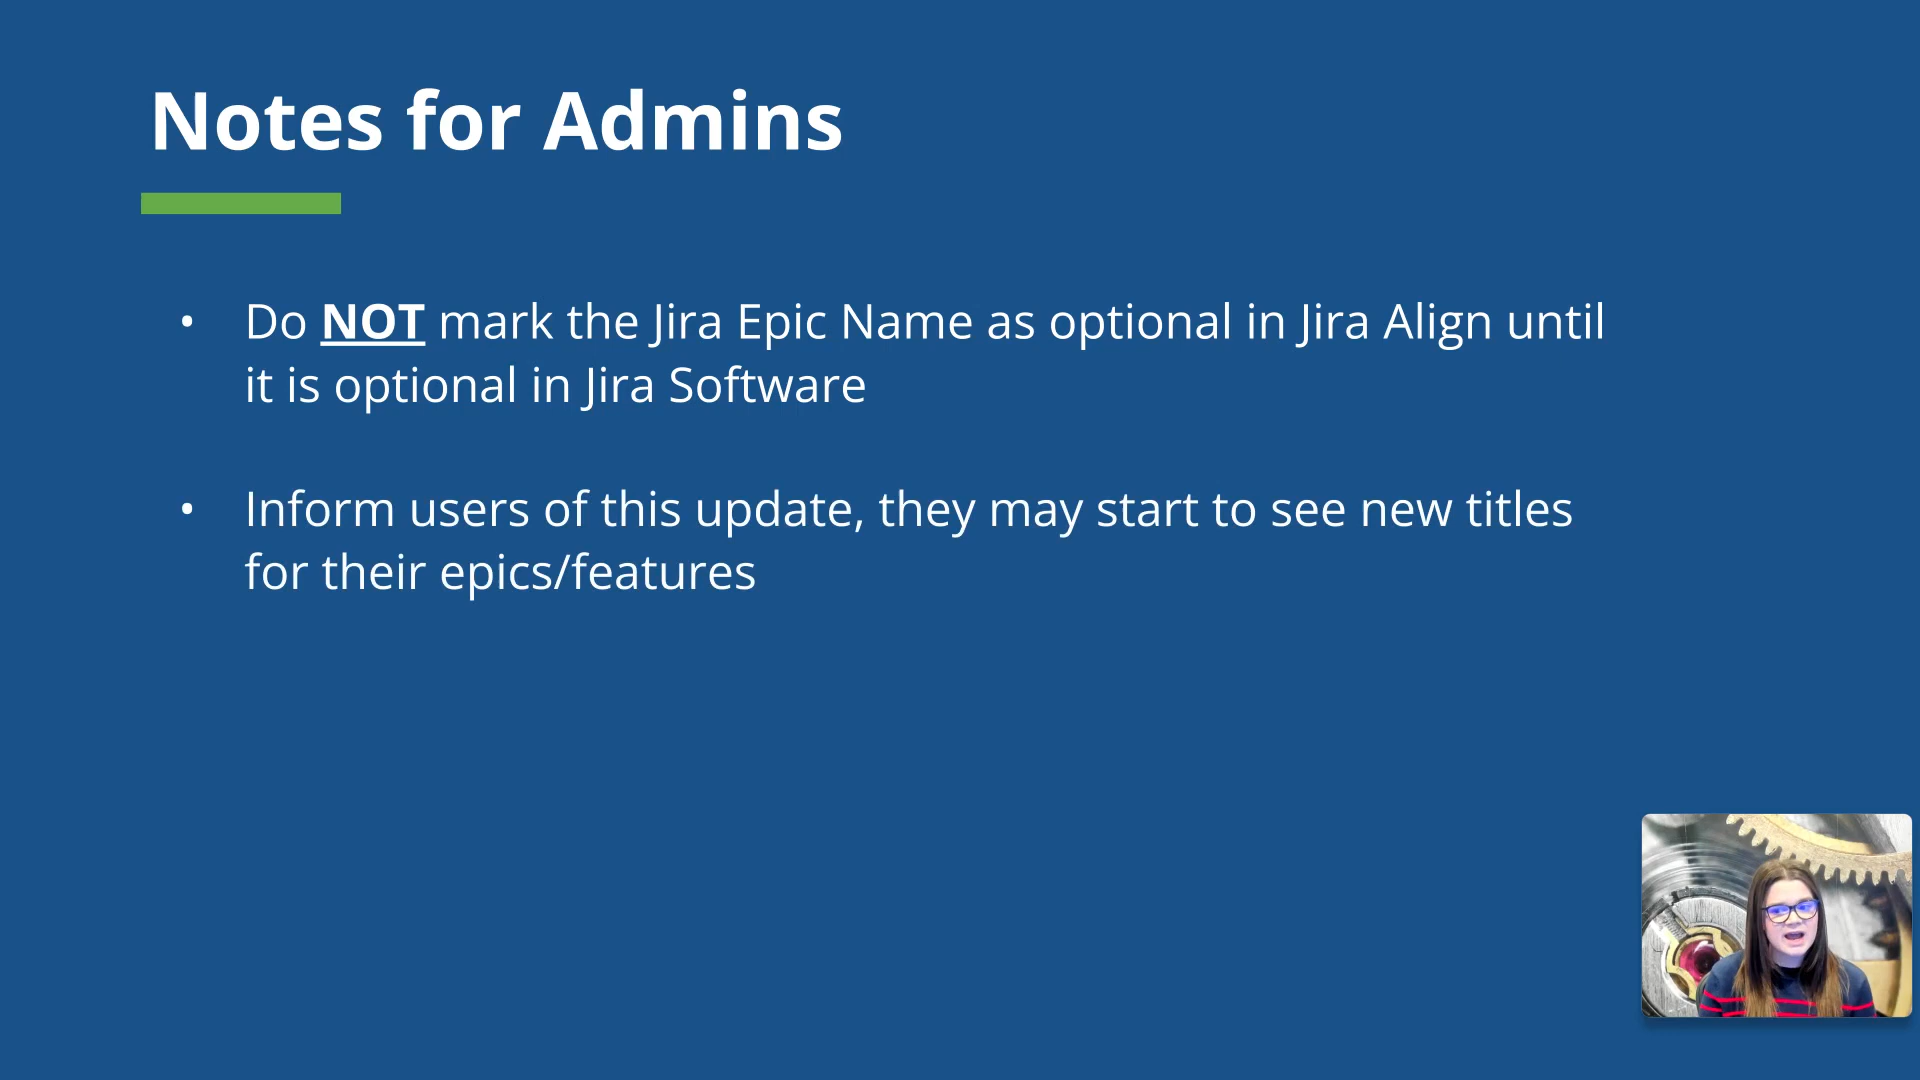 Notes for Admins
• Do NOT mark the Jira Epic Name as optional in Jira Align until
it is optional in Jira Software
• Inform users of this update, they may start to see new titles
for their epics/features